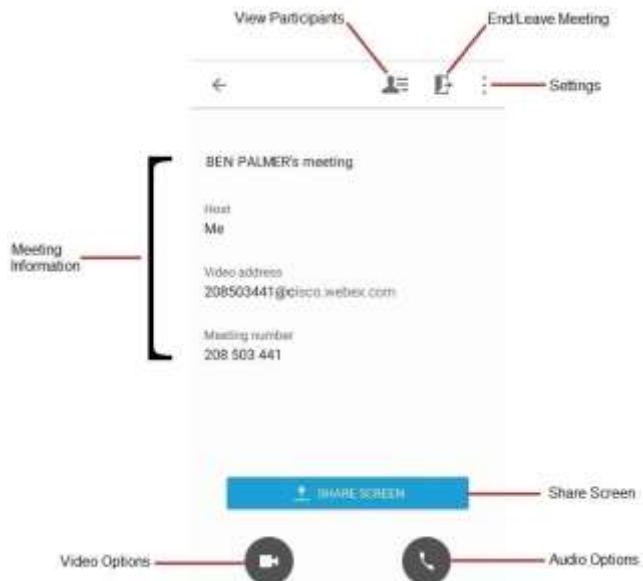 View Participants
End/Leave Meeting
Settings
BEN PALMER's meeting
Host
Me
Meeting
Information
Video address
208503441@cisco.webex.com
Meeting number
208 503 441
SHARE SCREEN
Share Screen
Video Options
Audio Options